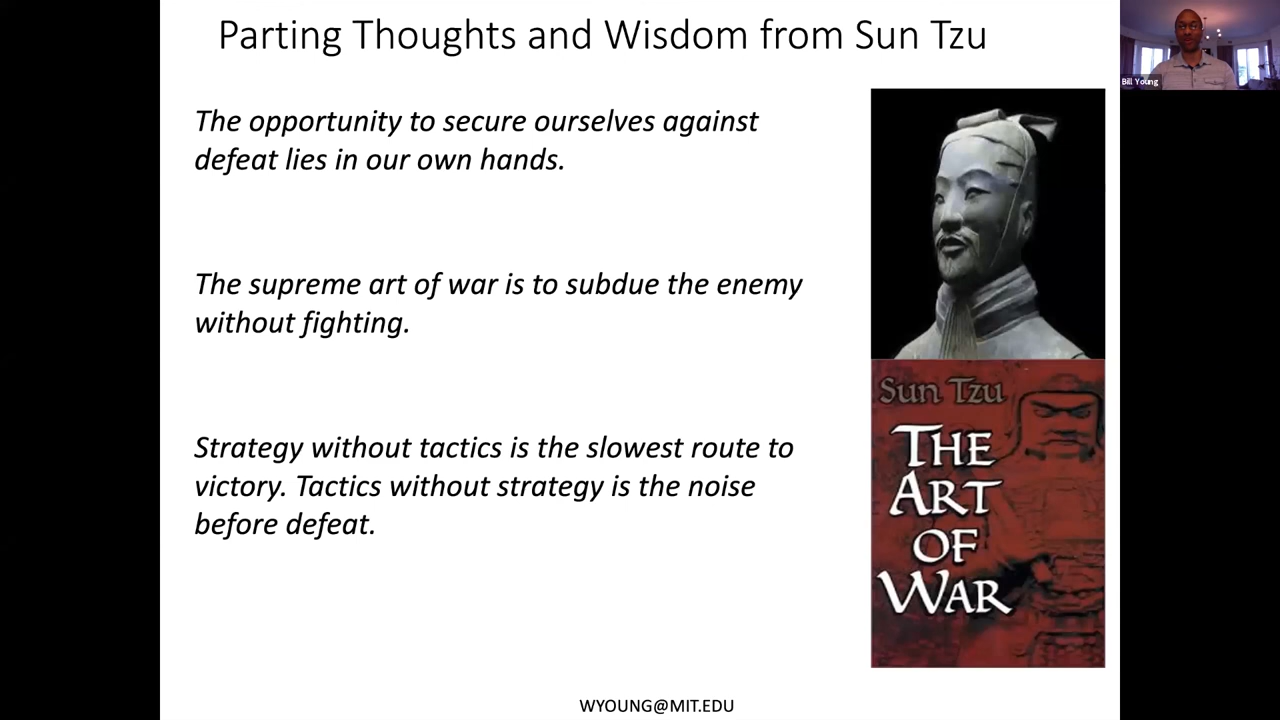 Parting Thoughts and Wisdom from Sun Tzu
Bill Young
The opportunity to secure ourselves against
defeat lies in our own hands.
The supreme art of war is to subdue the enemy
without fighting.
Strategy without tactics is the slowest route to
victory. Tactics without strategy is the noise
before defeat.
Sun Tzu
THE
ART
OF
WAR
WYOUNG@MIT.EDU